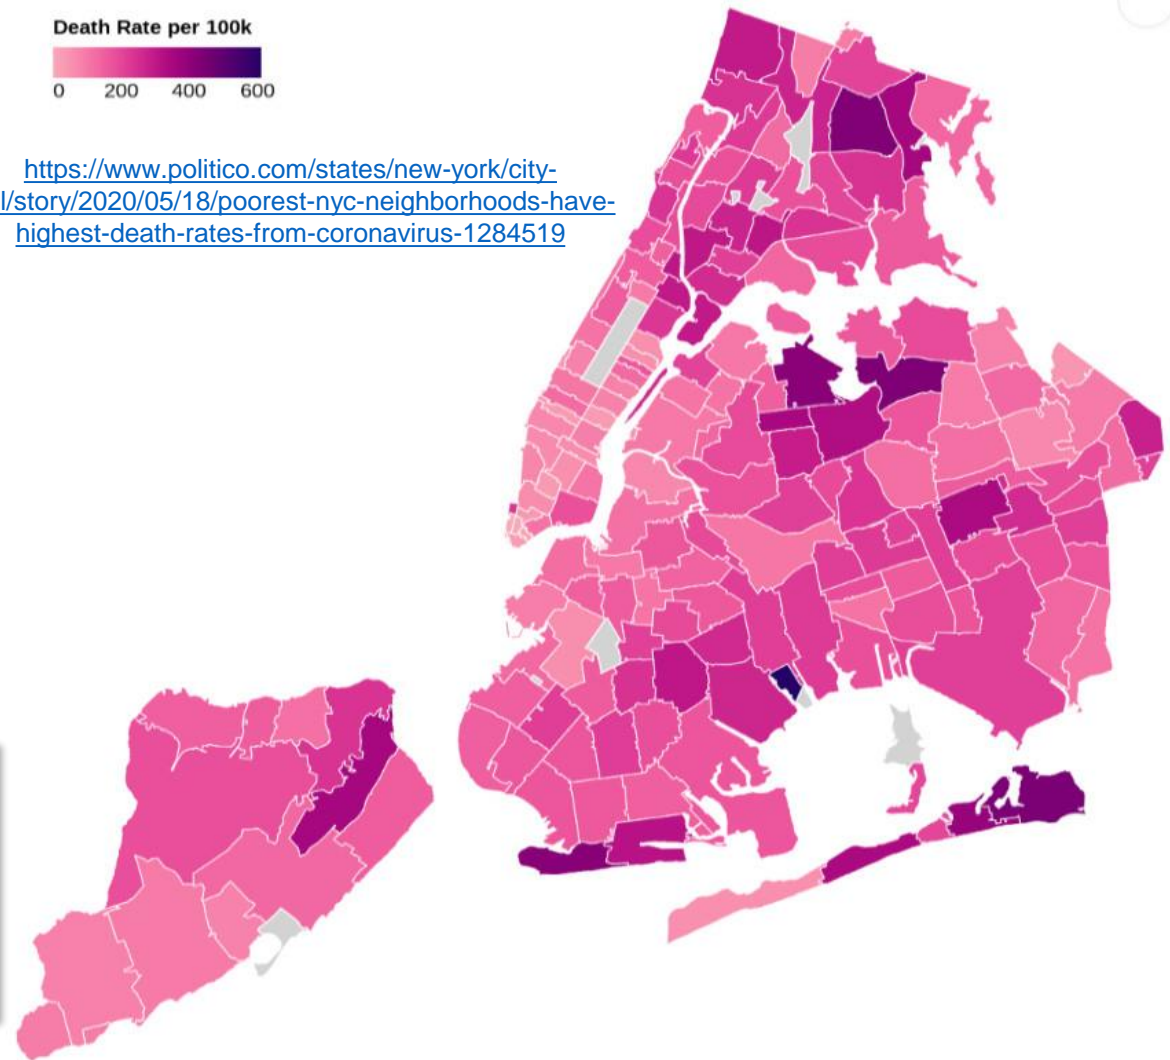 Death Rate per 100k
0 200 400 600
https://www.politico.com/states/new-york/city-
l/story/2020/05/18/poorest-nyc-neighborhoods-have-
highest-death-rates-from-coronavirus-1284519